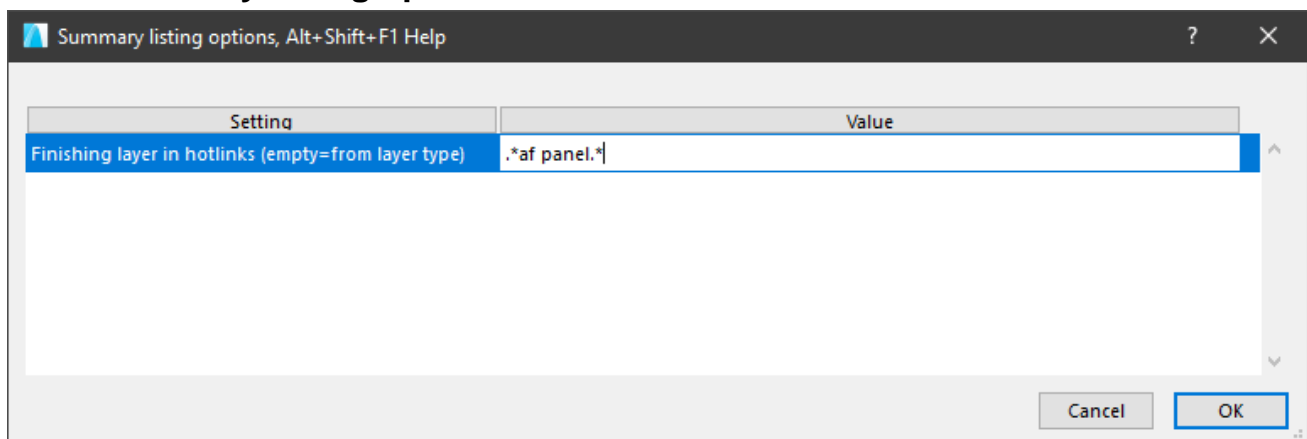 Summary listing options, Alt+Shift+F1 Help
?
Setting
Value
Finishing layer in hotlinks (empty=from layer type)
.*af panel.*
Cancel
OK